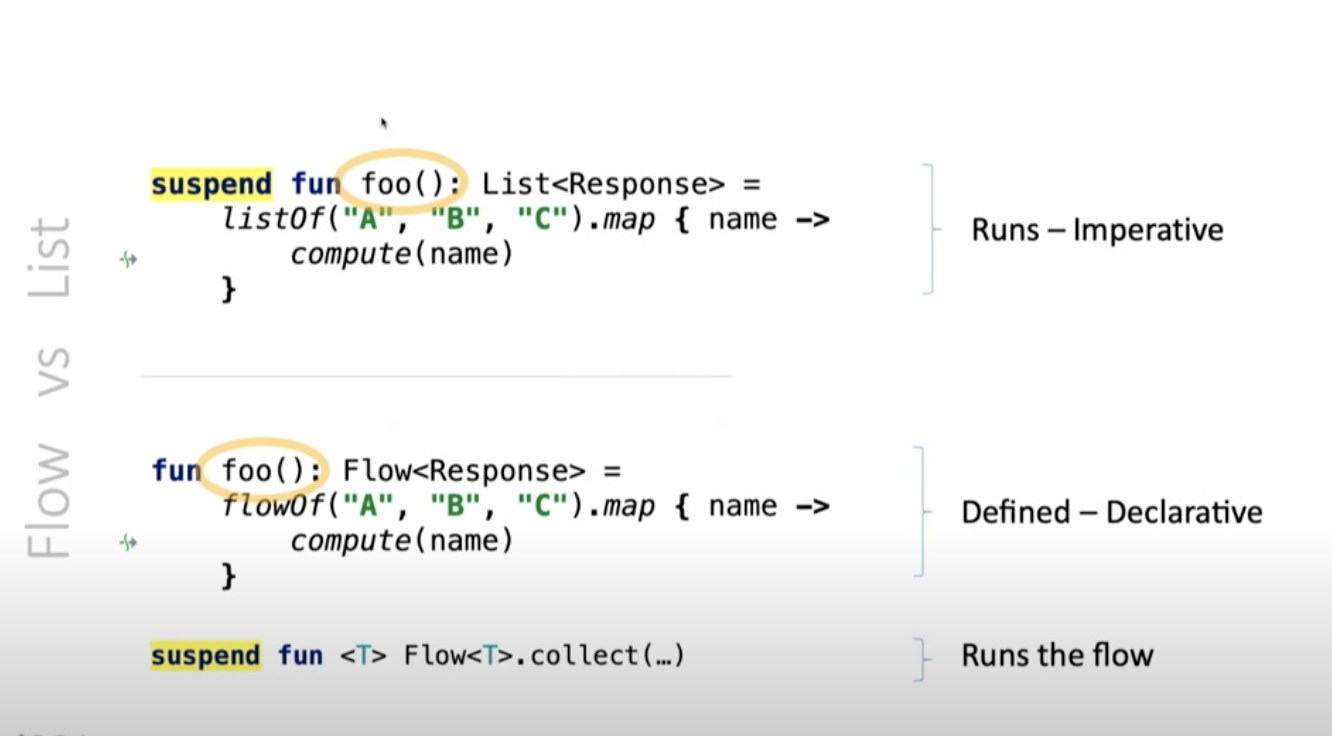 Flow vs List
suspend fun foo(): List<Response> =
listOf("A", "B", "C").map { name ->
compute(name)
}
Runs – Imperative
fun foo(): Flow<Response> =
flowOf("A", "B", "C").map { name ->
compute(name)
}
Defined – Declarative
suspend fun <T> Flow<T>.collect(…)
Runs the flow